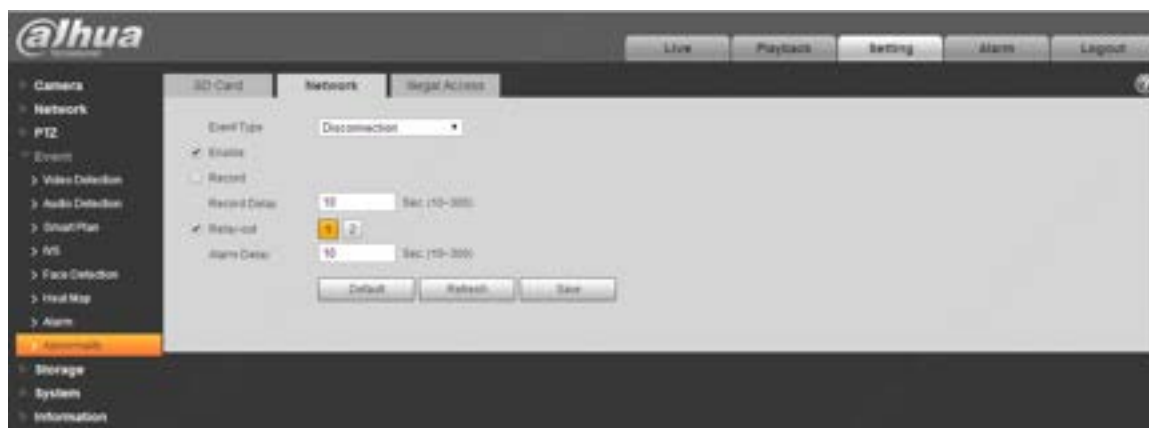 alhua
Live
Playback
Setting
Alarm
Logout
Camera
Network
PTZ
Event
Video Detection
Audio Detection
Smart Plan
IVS
Face Detection
Heat Map
Alarm
Abnormality
Storage
System
Information
SD Card
Network
Illegal Access
Event Type
Disconnection
Enable
Record
Record Delay
10
Sec. (10~300)
Relay-out
1
2
Alarm Delay
10
Sec. (10~300)
Default
Refresh
Save